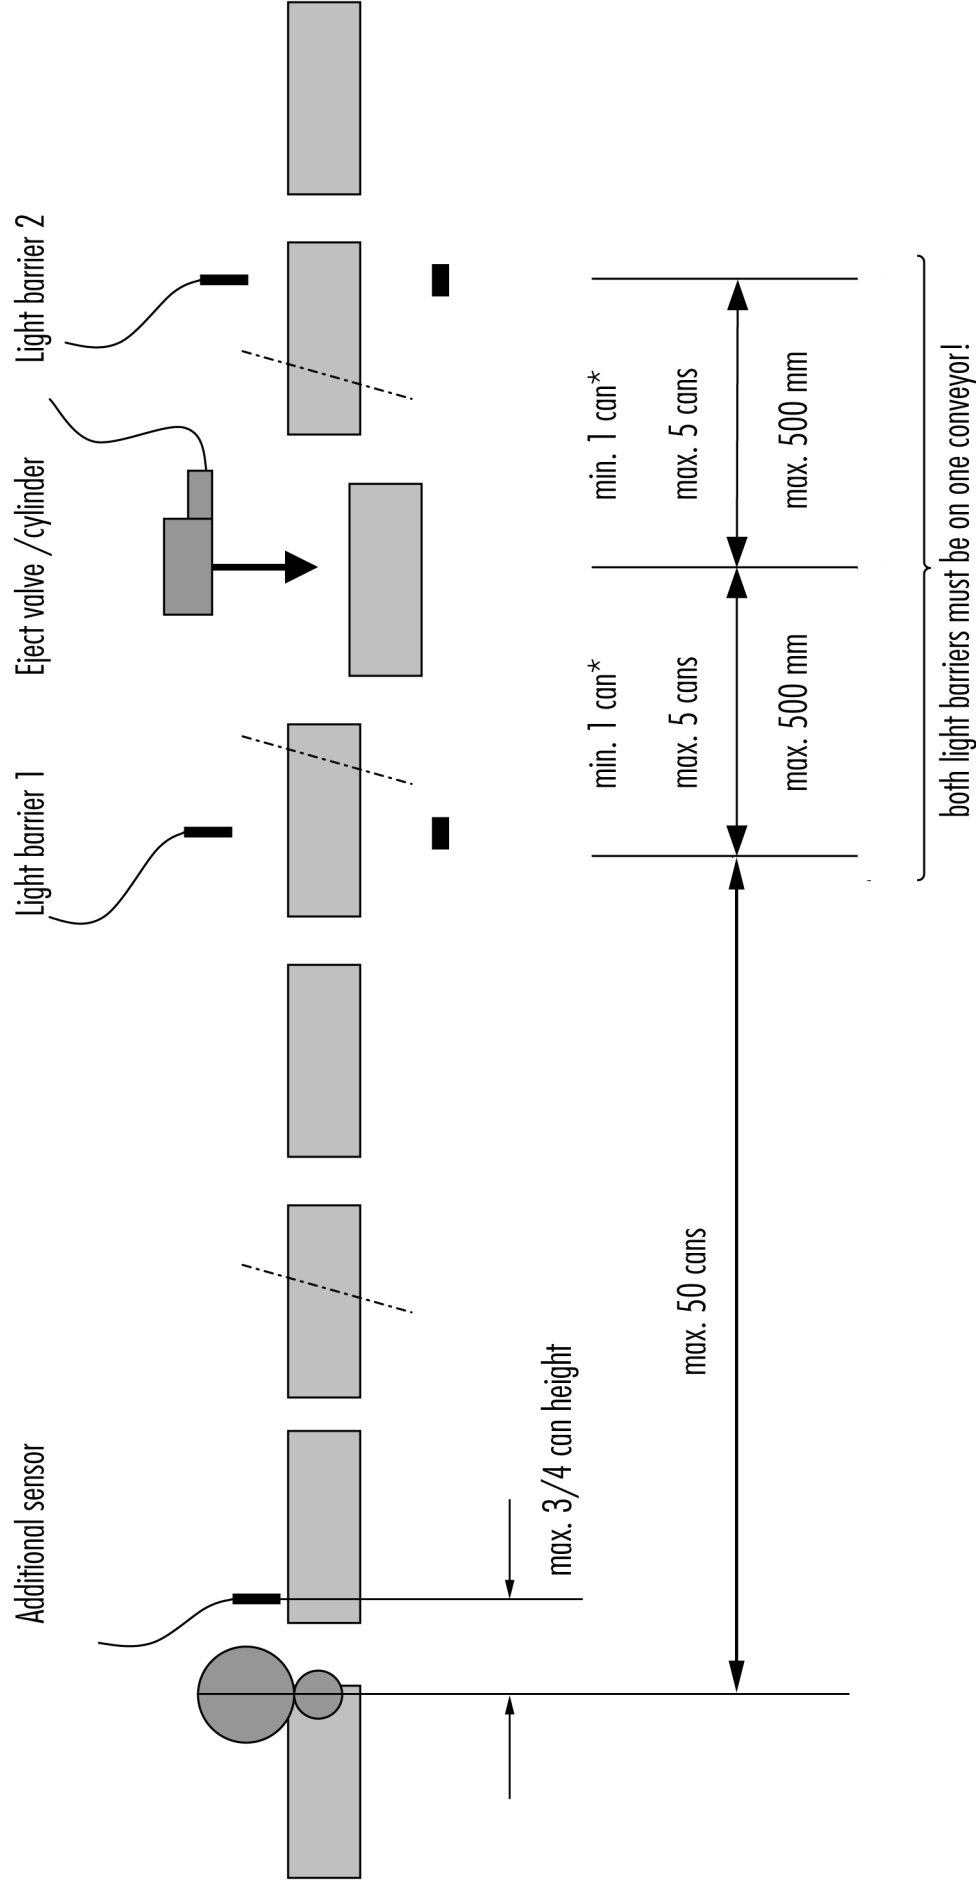 Additional sensor
Light barrier 1
Eject valve /cylinder
Light barrier 2
max. 3/4 can height
max. 50 cans
min. 1 can*
max. 5 cans
max. 500 mm
min. 1 can*
max. 5 cans
max. 500 mm
both light barriers must be on one conveyor!